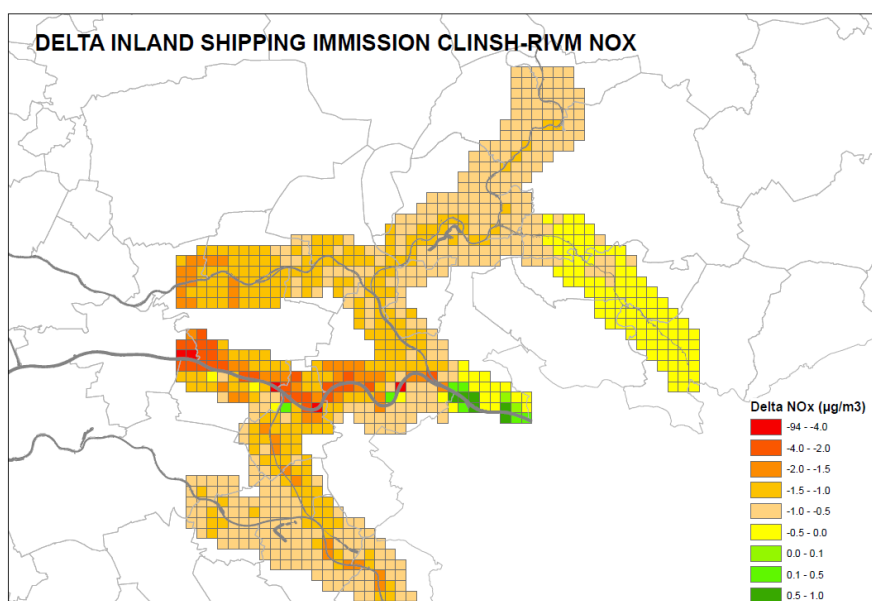 DELTA INLAND SHIPPING IMMISSION CLINSH-RIVM NOX
Delta NOx (µg/m3)
-94 - -4.0
-4.0 - -2.0
-2.0 - -1.5
-1.5 - -1.0
-1.0 - -0.5
-0.5 - 0.0
0.0 - 0.1
0.1 - 0.5
0.5 - 1.0